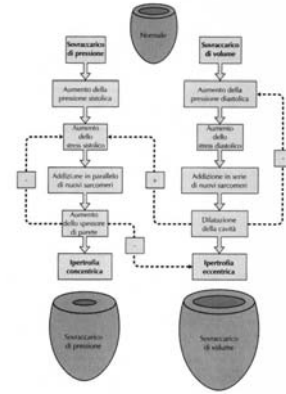 Normale
Sovraccarico
di pressione
Sovraccarico
di volume
Aumento della
pressione sistolica
Aumento della
pressione diastolica
Aumento
dello
stress sistolico
Aumento
dello
stress diastolico
Addizione in parallelo
di nuovi sarcomeri
Addizione in serie
di nuovi sarcomeri
Aumento
dello spessore
di parete
Dilatazione
della cavità
Ipertrofia
concentrica
Ipertrofia
eccentrica
Sovraccarico
di pressione
Sovraccarico
di volume